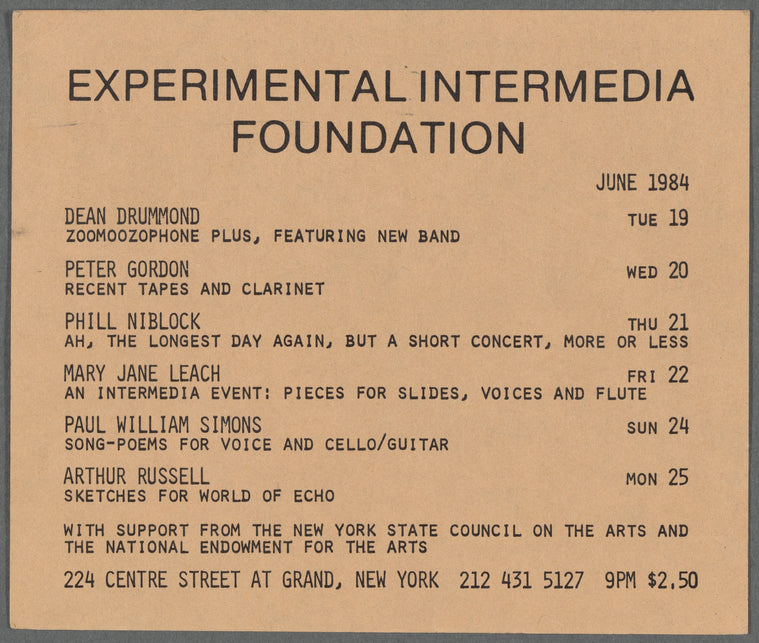 EXPERIMENTAL INTERMEDIA
FOUNDATION
JUNE 1984
DEAN DRUMMOND TUE 19
ZOOMOOZOPHONE PLUS, FEATURING NEW BAND
PETER GORDON WED 20
RECENT TAPES AND CLARINET
PHILL NIBLOCK THU 21
AH, THE LONGEST DAY AGAIN, BUT A SHORT CONCERT, MORE OR LESS
MARY JANE LEACH FRI 22
AN INTERMEDIA EVENT: PIECES FOR SLIDES, VOICES AND FLUTE
PAUL WILLIAM SIMONS SUN 24
SONG-POEMS FOR VOICE AND CELLO/GUITAR
ARTHUR RUSSELL MON 25
SKETCHES FOR WORLD OF ECHO
WITH SUPPORT FROM THE NEW YORK STATE COUNCIL ON THE ARTS AND
THE NATIONAL ENDOWMENT FOR THE ARTS
224 CENTRE STREET AT GRAND, NEW YORK 212 431 5127 9PM $2.50